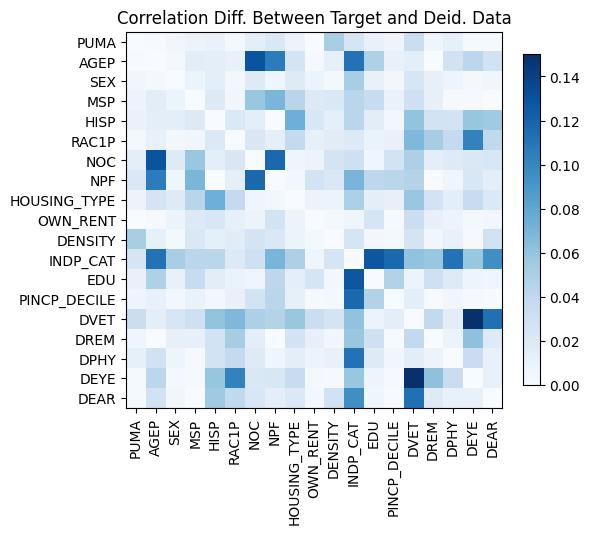 Correlation Diff. Between Target and Deid. Data
PUMA
AGEP
SEX
MSP
HISP
RAC1P
NOC
NPF
HOUSING_TYPE
OWN_RENT
DENSITY
INDP_CAT
EDU
PINCP_DECILE
DVET
DREM
DPHY
DEYE
DEAR
PUMA
AGEP
SEX
MSP
HISP
RAC1P
NOC
NPF
HOUSING_TYPE
OWN_RENT
DENSITY
INDP_CAT
EDU
PINCP_DECILE
DVET
DREM
DPHY
DEYE
DEAR
0.14
0.12
0.10
0.08
0.06
0.04
0.02
0.00